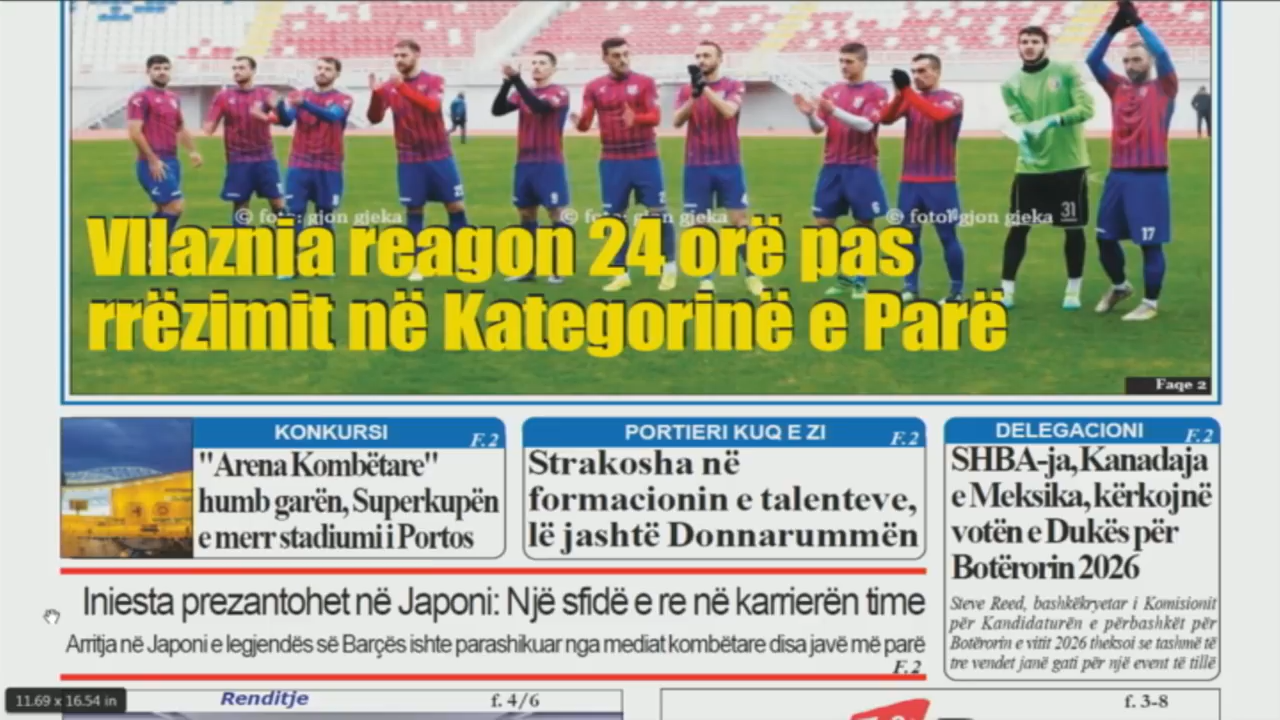 31
17
© foto: gjon gjeka © foto: gjon gjeka © foto: gjon gjeka
Vllaznia reagon 24 orë pas
rrëzimit në Kategorinë e Parë
Faqe 2
KONKURSI
F.2
"Arena Kombëtare"
humb garën, Superkupën
e merr stadiumi i Portos
PORTIERI KUQ E ZI
F.2
Strakosha në
formacionin e talenteve,
lë jashtë Donnarummën
DELEGACIONI
F.2
SHBA-ja, Kanadaja
e Meksika, kërkojnë
votën e Dukës për
Botërorin 2026
Steve Reed, bashkëkryetar i Komisionit
për Kandidaturën e përbashkët për
Botërorin e vitit 2026 theksoi se tashmë të
tre vendet janë gati për një event të tillë
Iniesta prezantohet në Japoni: Një sfidë e re në karrierën time
Arritja në Japoni e legjendës së Barçës ishte parashikuar nga mediat kombëtare disa javë më parë
F.2
11.69 x 16.54 in
Renditje
f. 4/6
f. 3-8